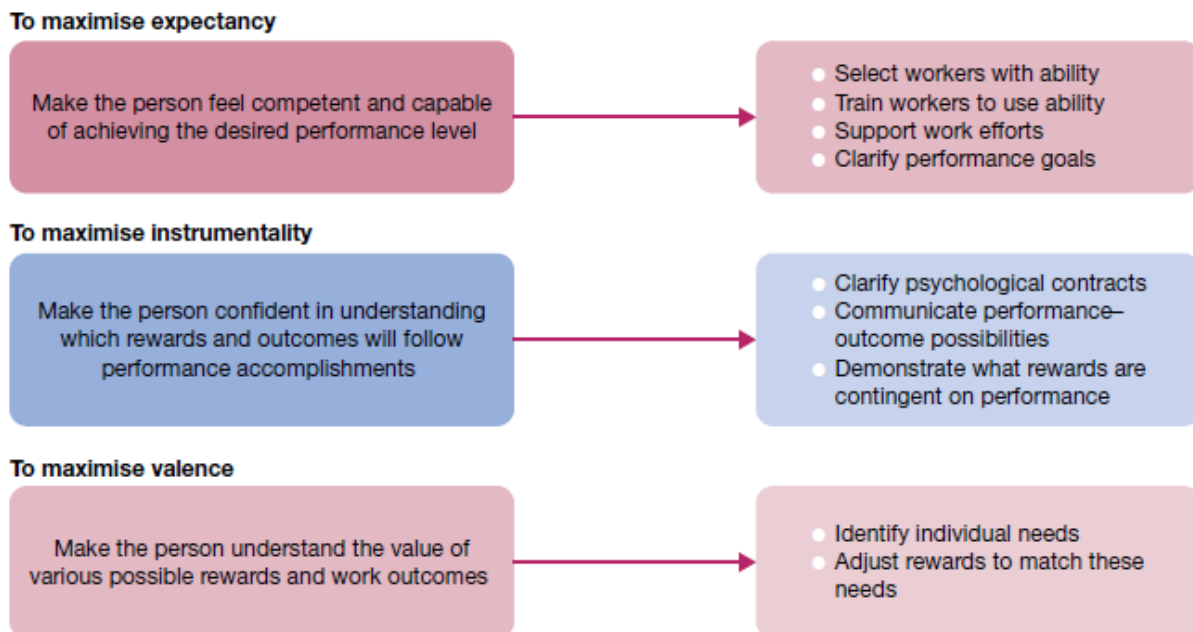 To maximise expectancy
Make the person feel competent and capable
of achieving the desired performance level
Select workers with ability
Train workers to use ability
Support work efforts
Clarify performance goals
To maximise instrumentality
Make the person confident in understanding
which rewards and outcomes will follow
performance accomplishments
Clarify psychological contracts
Communicate performance–
outcome possibilities
Demonstrate what rewards are
contingent on performance
To maximise valence
Make the person understand the value of
various possible rewards and work outcomes
Identify individual needs
Adjust rewards to match these
needs